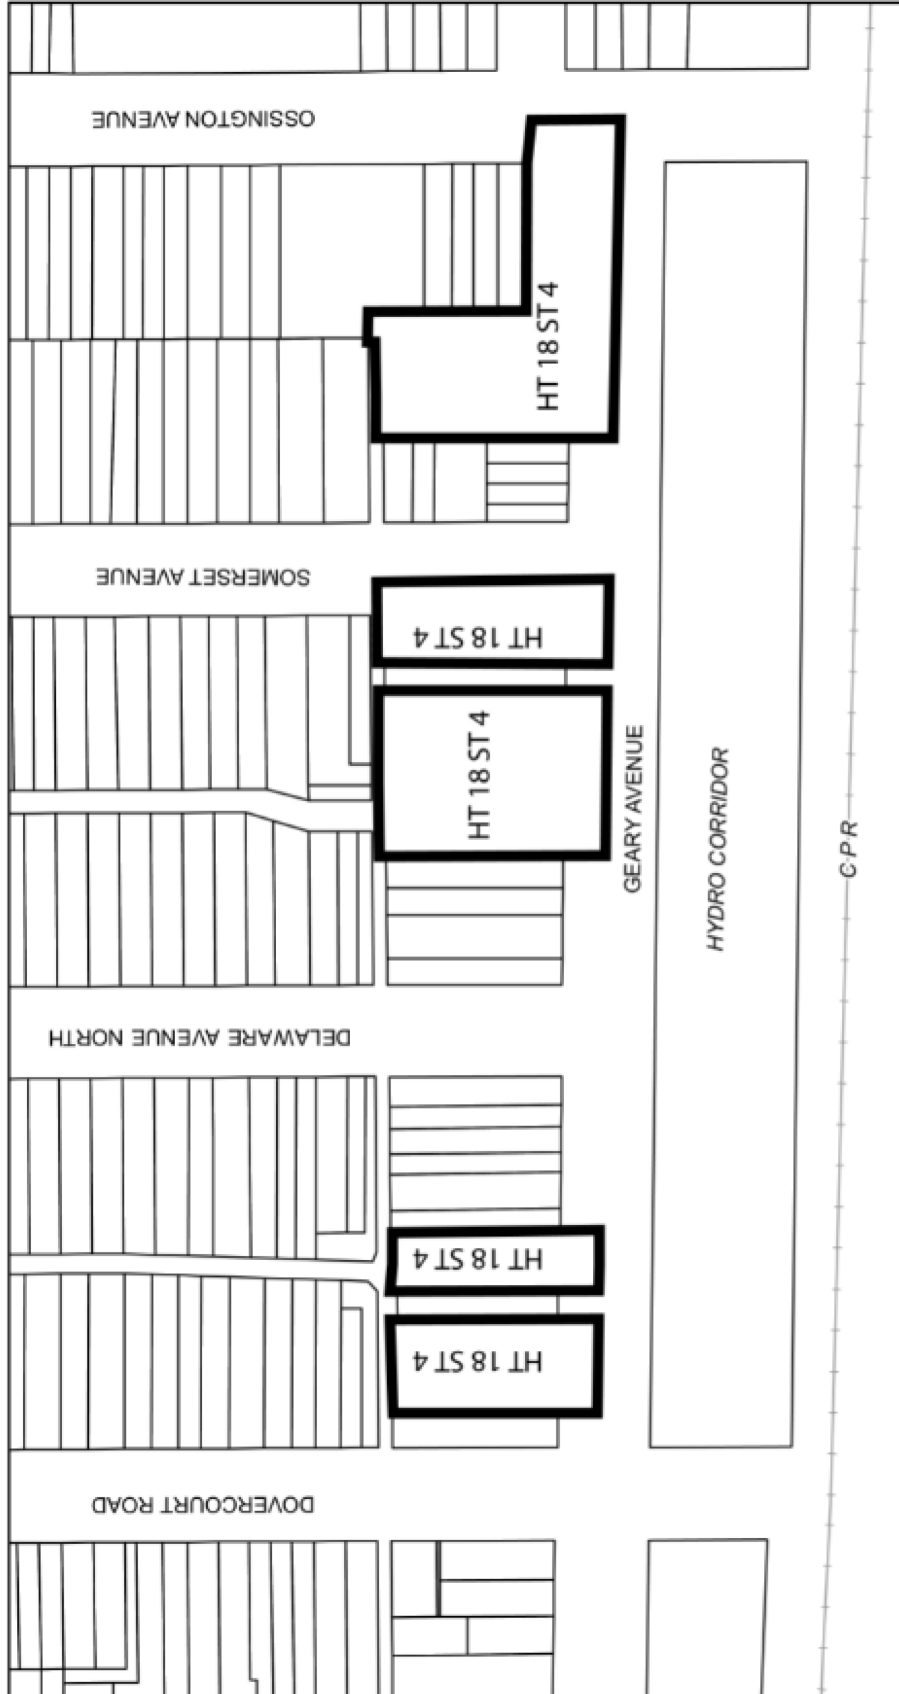 OSSINGTON AVENUE
HT 18 ST 4
SOMERSET AVENUE
HT 18 ST 4
HT 18 ST 4
GEARY AVENUE
HYDRO CORRIDOR
C P R
DELAWARE AVENUE NORTH
HT 18 ST 4
HT 18 ST 4
DOVERCOURT ROAD